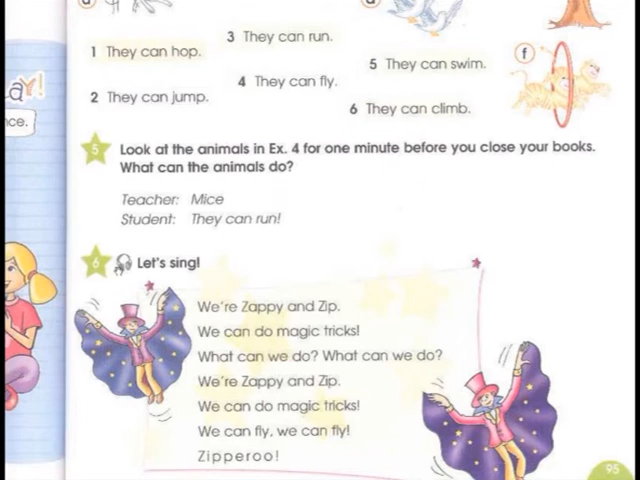 d
a
1 They can hop.
3 They can run.
5 They can swim.
f
2 They can jump.
4 They can fly.
6 They can climb.
5 Look at the animals in Ex. 4 for one minute before you close your books.
What can the animals do?
Teacher: Mice
Student: They can run!
6 Let's sing!
We're Zappy and Zip.
We can do magic tricks!
What can we do? What can we do?
We're Zappy and Zip.
We can do magic tricks!
We can fly, we can fly!
Zipperoo!
95